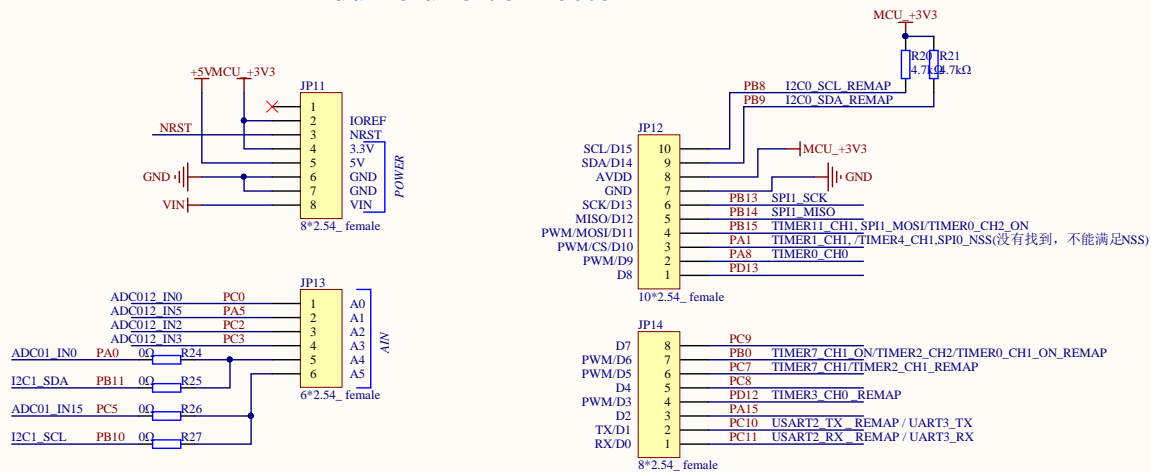 MCU_+3V3
R20 R21
4.7kΩ 4.7kΩ
PB8 I2C0_SCL_REMAP
PB9 I2C0_SDA_REMAP
+5V MCU_+3V3
JP11
1
2 IOREF
NRST 3 NRST
4 3.3V
5 5V
GND 6 GND
7 GND
VIN 8 VIN
POWER
8*2.54_ female
JP12
SCL/D15 10
SDA/D14 9 MCU_+3V3
AVDD 8
GND 7 GND
SCK/D13 6 PB13 SPI1_SCK
MISO/D12 5 PB14 SPI1_MISO
PWM/MOSI/D11 4 PB15 TIMER11_CH1, SPI1_MOSI/TIMER0_CH2_ON
PWM/CS/D10 3 PA1 TIMER1_CH1, /TIMER4_CH1,SPI0_NSS(没有找到，不能满足NSS)
PWM/D9 2 PA8 TIMER0_CH0
D8 1 PD13
10*2.54_ female
JP13
ADC012_IN0 PC0 1 A0
ADC012_IN5 PA5 2 A1
ADC012_IN2 PC2 3 A2
ADC012_IN3 PC3 4 A3
ADC01_IN0 PA0 0Ω R24 5 A4
6 A5
AIN
I2C1_SDA PB11 0Ω R25
6*2.54_ female
ADC01_IN15 PC5 0Ω R26
I2C1_SCL PB10 0Ω R27
JP14
D7 8 PC9
PWM/D6 7 PB0 TIMER7_CH1_ON/TIMER2_CH2/TIMER0_CH1_ON_REMAP
PWM/D5 6 PC7 TIMER7_CH1/TIMER2_CH1_REMAP
D4 5 PC8
PWM/D3 4 PD12 TIMER3_CH0_REMAP
D2 3 PA15
TX/D1 2 PC10 USART2_TX_ REMAP / UART3_TX
RX/D0 1 PC11 USART2_RX_ REMAP / UART3_RX
8*2.54_ female